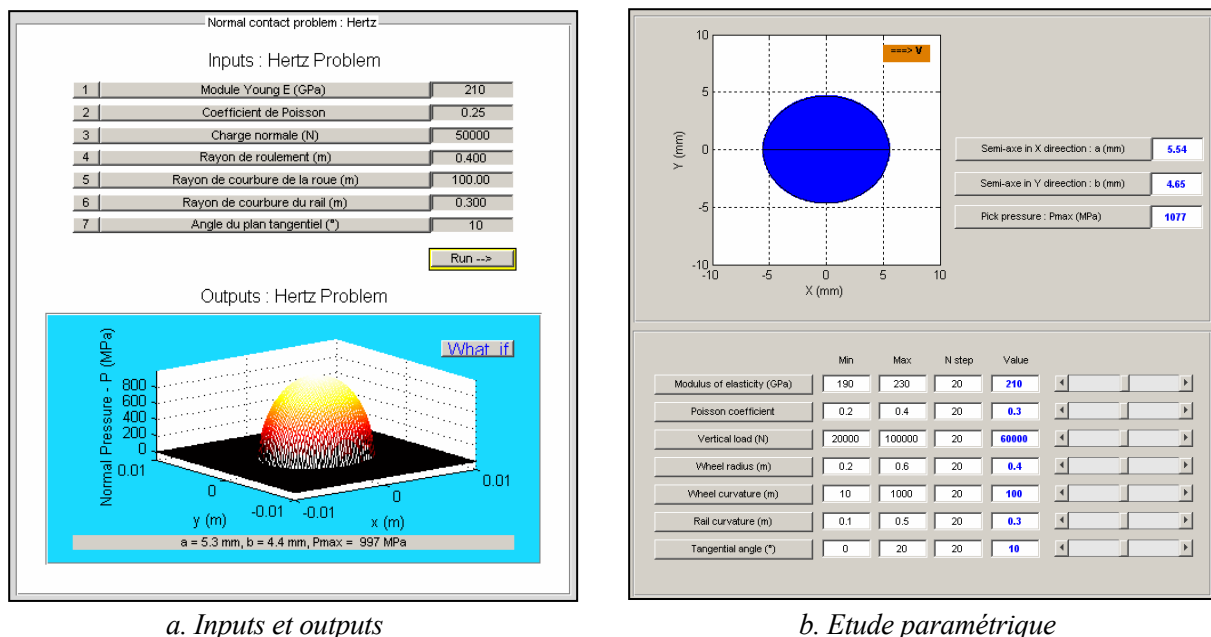 Normal contact problem : Hertz
Inputs : Hertz Problem
1 Module Young E (GPa) 210
2 Coefficient de Poisson 0.25
3 Charge normale (N) 50000
4 Rayon de roulement (m) 0.400
5 Rayon de courbure de la roue (m) 100.00
6 Rayon de courbure du rail (m) 0.300
7 Angle du plan tangentiel (°) 10
Run -->
Outputs : Hertz Problem
What if
Normal Pressure - P (MPa)
800
600
400
200
0
0.01
0
-0.01
y (m)
-0.01
0
0.01
x (m)
a = 5.3 mm, b = 4.4 mm, Pmax = 997 MPa
a. Inputs et outputs
10
5
0
-5
-10
Y (mm)
-10 -5 0 5 10
X (mm)
===> V
Semi-axe in X direection : a (mm) 5.54
Semi-axe in Y direection : b (mm) 4.65
Pick pressure : Pmax (MPa) 1077
Min Max N step Value
Modulus of elasticity (GPa) 190 230 20 210
Poisson coefficient 0.2 0.4 20 0.3
Vertical load (N) 20000 100000 20 60000
Wheel radius (m) 0.2 0.6 20 0.4
Wheel curvature (m) 10 1000 20 100
Rail curvature (m) 0.1 0.5 20 0.3
Tangential angle (°) 0 20 20 10
b. Etude paramétrique